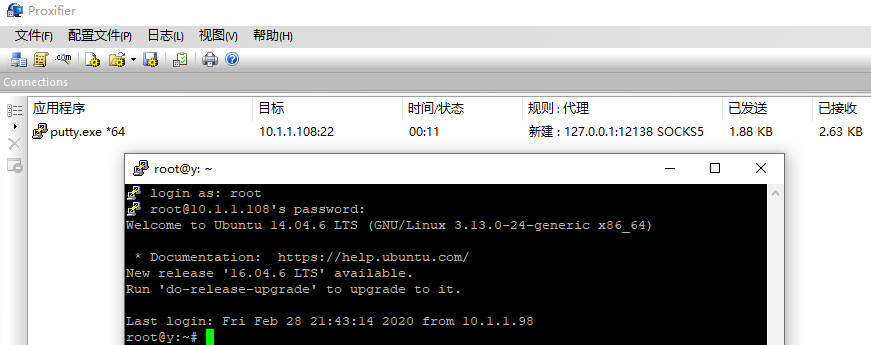 Proxifier
文件(F) 配置文件(P) 日志(L) 视图(V) 帮助(H)
.com
Connections
应用程序 目标 时间/状态 规则 : 代理 已发送 已接收
putty.exe *64 10.1.1.108:22 00:11 新建 : 127.0.0.1:12138 SOCKS5 1.88 KB 2.63 KB
root@y: ~
login as: root
root@10.1.1.108's password:
Welcome to Ubuntu 14.04.6 LTS (GNU/Linux 3.13.0-24-generic x86_64)
* Documentation:  https://help.ubuntu.com/
New release '16.04.6 LTS' available.
Run 'do-release-upgrade' to upgrade to it.
Last login: Fri Feb 28 21:43:14 2020 from 10.1.1.98
root@y:~#